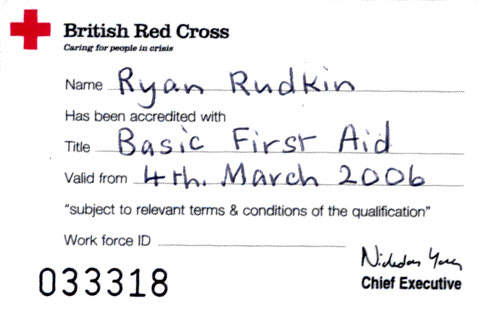 British Red Cross
Caring for people in crisis
Name Ryan Rudkin
Has been accredited with
Title Basic First Aid
Valid from 4th. March 2006
"subject to relevant terms & conditions of the qualification"
Work force ID
Chief Executive
033318